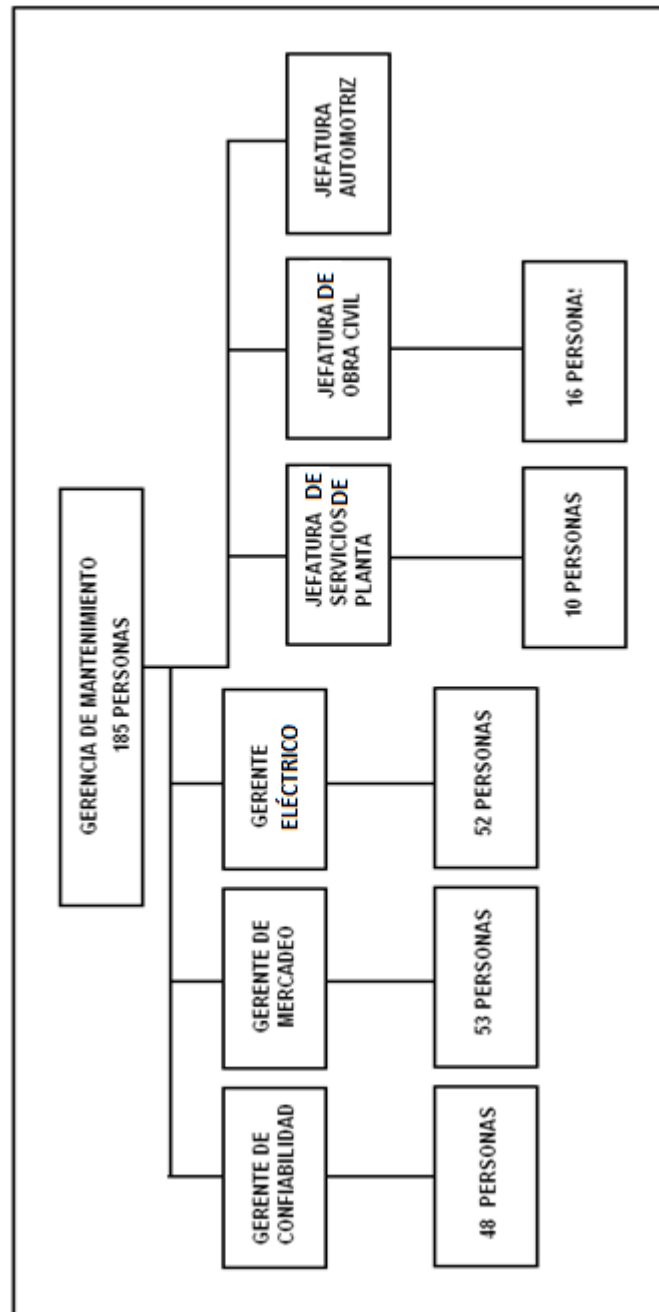 GERENCIA DE MANTENIMIENTO
185 PERSONAS
GERENTE DE
CONFIABILIDAD
GERENTE DE
MERCADEO
GERENTE
ELÉCTRICO
JEFATURA DE
SERVICIOS DE
PLANTA
JEFATURA DE
OBRA CIVIL
JEFATURA
AUTOMOTRIZ
48 PERSONAS
53 PERSONAS
52 PERSONAS
10 PERSONAS
16 PERSONA!